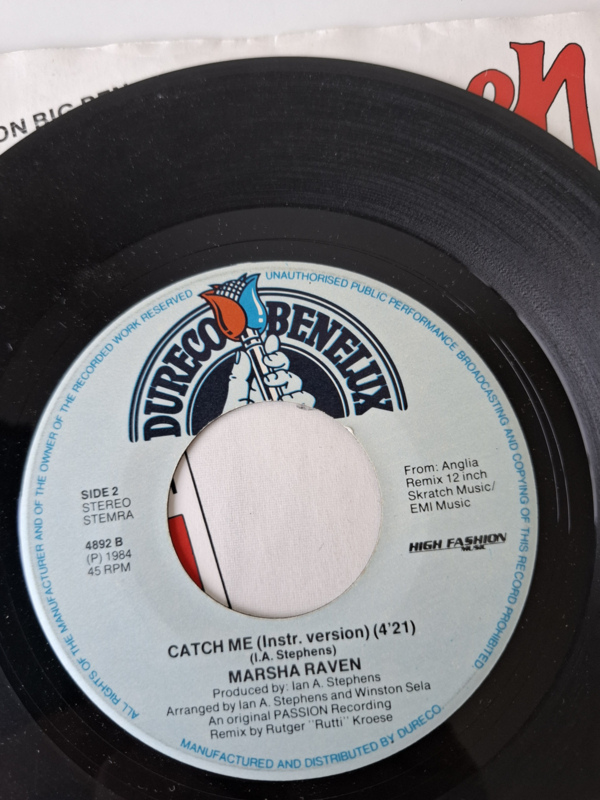 ON BIG BEN
en
DURECO BENELUX
ALL RIGHTS OF THE MANUFACTURER AND OF THE OWNER OF THE RECORDED WORK RESERVED
UNAUTHORISED PUBLIC PERFORMANCE BROADCASTING AND COPYING OF THIS RECORD PROHIBITED
SIDE 2
STEREO
STEMRA
4892 B
(P) 1984
45 RPM
From: Anglia
Remix 12 inch
Skratch Music/
EMI Music
HIGH FASHION
MUSIC
CATCH ME (Instr. version) (4'21)
(I.A. Stephens)
MARSHA RAVEN
Produced by: Ian A. Stephens
Arranged by Ian A. Stephens and Winston Sela
An original PASSION Recording
Remix by Rutger "Rutti" Kroese
MANUFACTURED AND DISTRIBUTED BY DURECO.